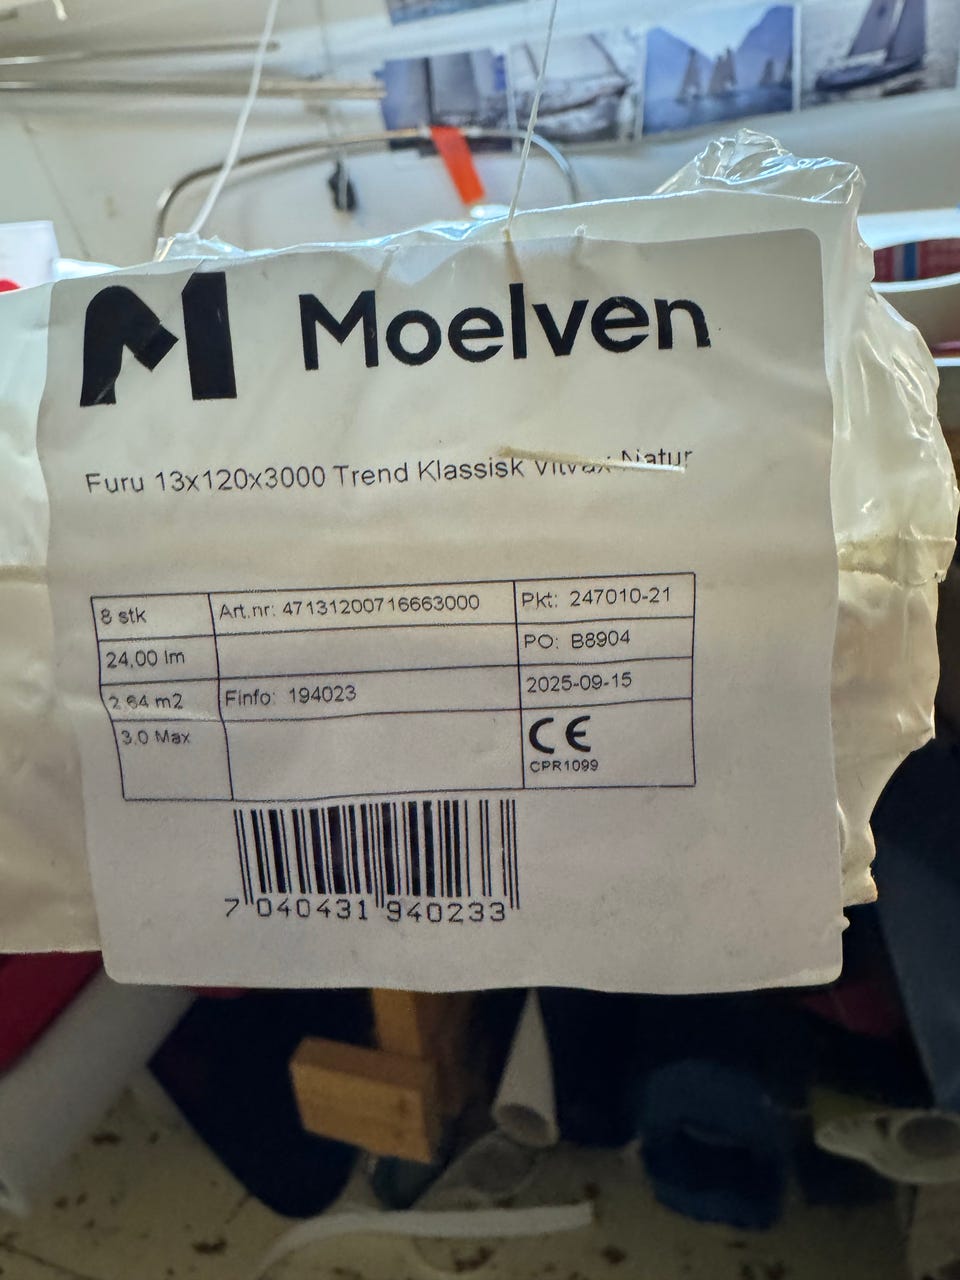 Moelven
Furu 13x120x3000 Trend Klassisk Vitvax Natur
8 stk
Art.nr: 47131200716663000
Pkt: 247010-21
24,00 lm
PO: B8904
2,64 m2
Finfo: 194023
2025-09-15
3.0 Max
CE
CPR1099
7 040431 940233